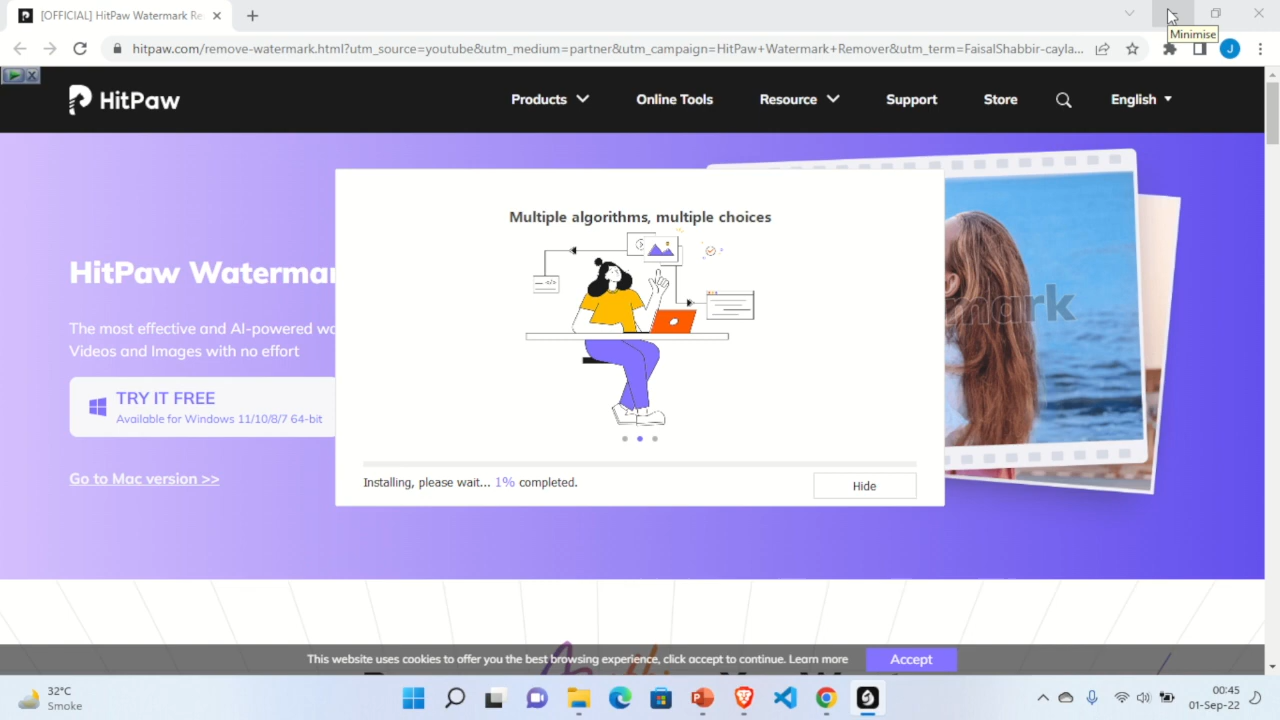 [OFFICIAL] HitPaw Watermark Re
Minimise
hitpaw.com/remove-watermark.html?utm_source=youtube&utm_medium=partner&utm_campaign=HitPaw+Watermark+Remover&utm_term=FaisalShabbir-cayla...
J
HitPaw
Products
Online Tools
Resource
Support
Store
English
Multiple algorithms, multiple choices
HitPaw Watermar
mark
The most effective and AI-powered wa
Videos and Images with no effort
TRY IT FREE
Available for Windows 11/10/8/7 64-bit
Go to Mac version >>
Installing, please wait... 1% completed.
Hide
This website uses cookies to offer you the best browsing experience, click accept to continue. Learn more
Accept
32°C
Smoke
00:45
01-Sep-22